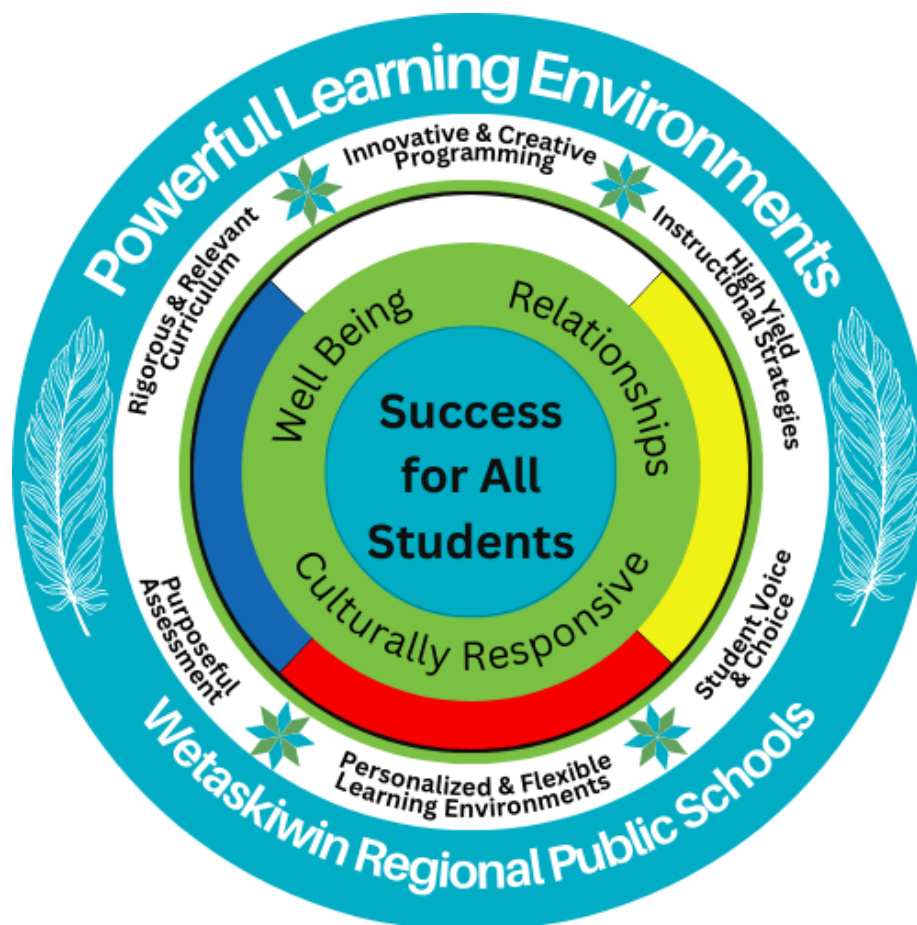 Powerful Learning Environments
Innovative & Creative
Programming
High Yield
Instructional Strategies
Student Voice
& Choice
Personalized & Flexible
Learning Environments
Purposeful
Assessment
Rigorous & Relevant
Curriculum
Well Being
Relationships
Culturally Responsive
Success
for All
Students
Wetaskiwin Regional Public Schools